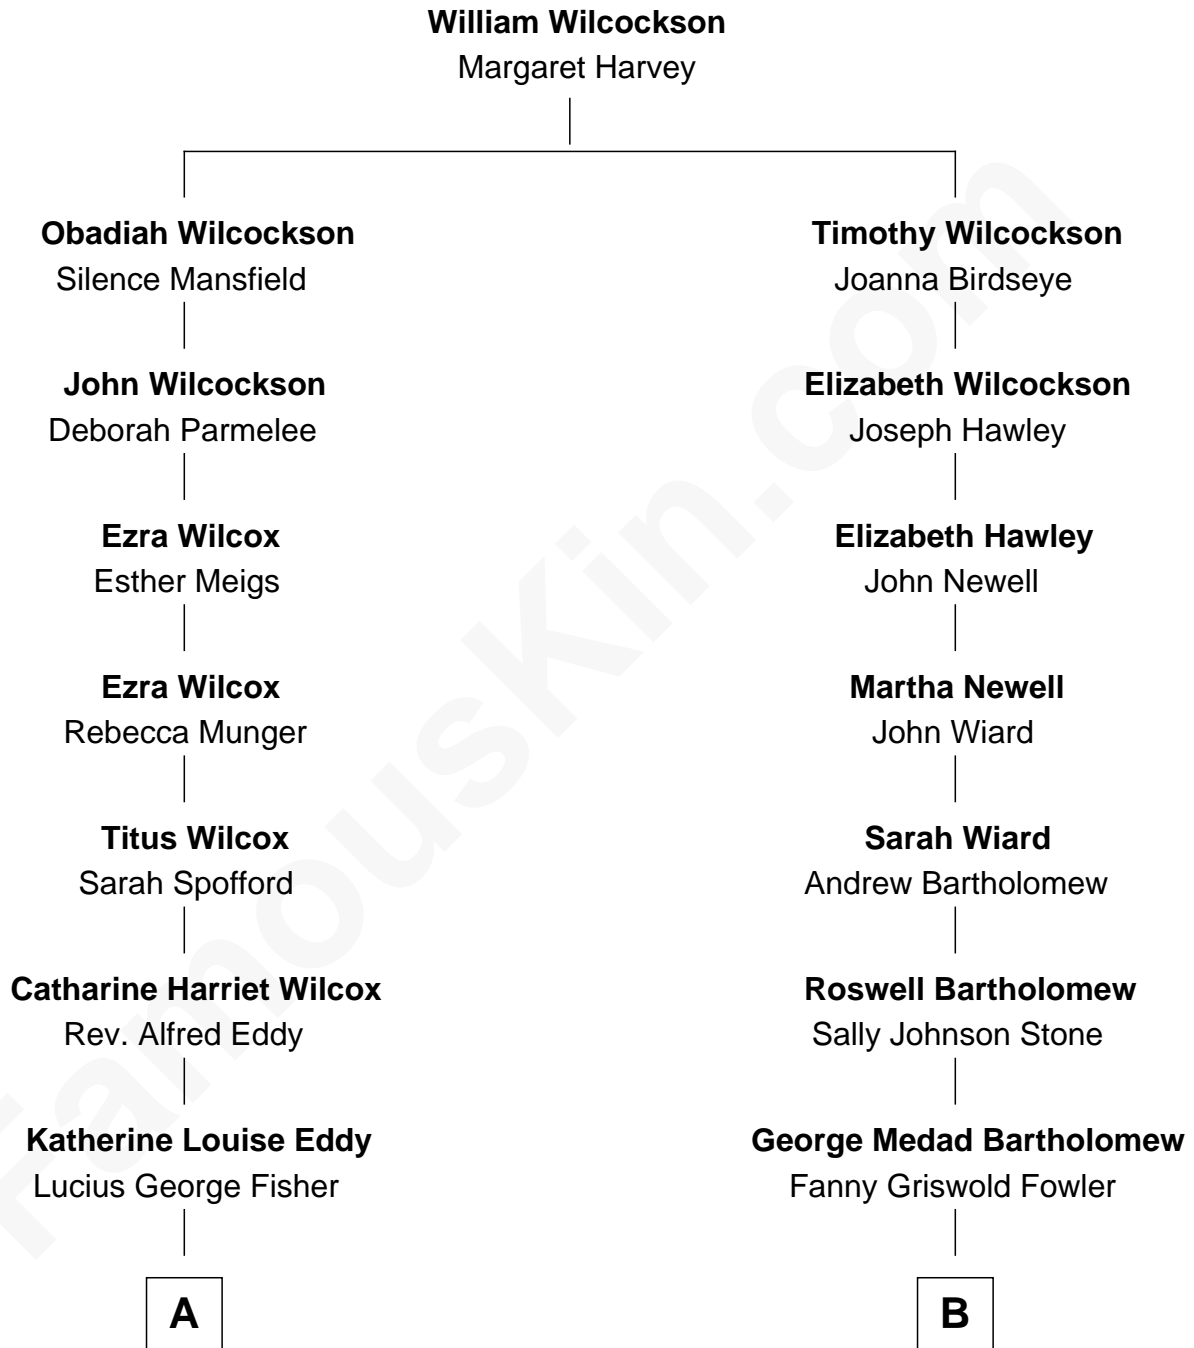 William Wilcockson
Margaret Harvey
Obadiah Wilcockson
Silence Mansfield
Timothy Wilcockson
Joanna Birdseye
John Wilcockson
Deborah Parmelee
Elizabeth Wilcockson
Joseph Hawley
Ezra Wilcox
Esther Meigs
Elizabeth Hawley
John Newell
Ezra Wilcox
Rebecca Munger
Martha Newell
John Wiard
Titus Wilcox
Sarah Spofford
Sarah Wiard
Andrew Bartholomew
Catharine Harriet Wilcox
Rev. Alfred Eddy
Roswell Bartholomew
Sally Johnson Stone
Katherine Louise Eddy
Lucius George Fisher
George Medad Bartholomew
Fanny Griswold Fowler
A
B
FamousKin.com